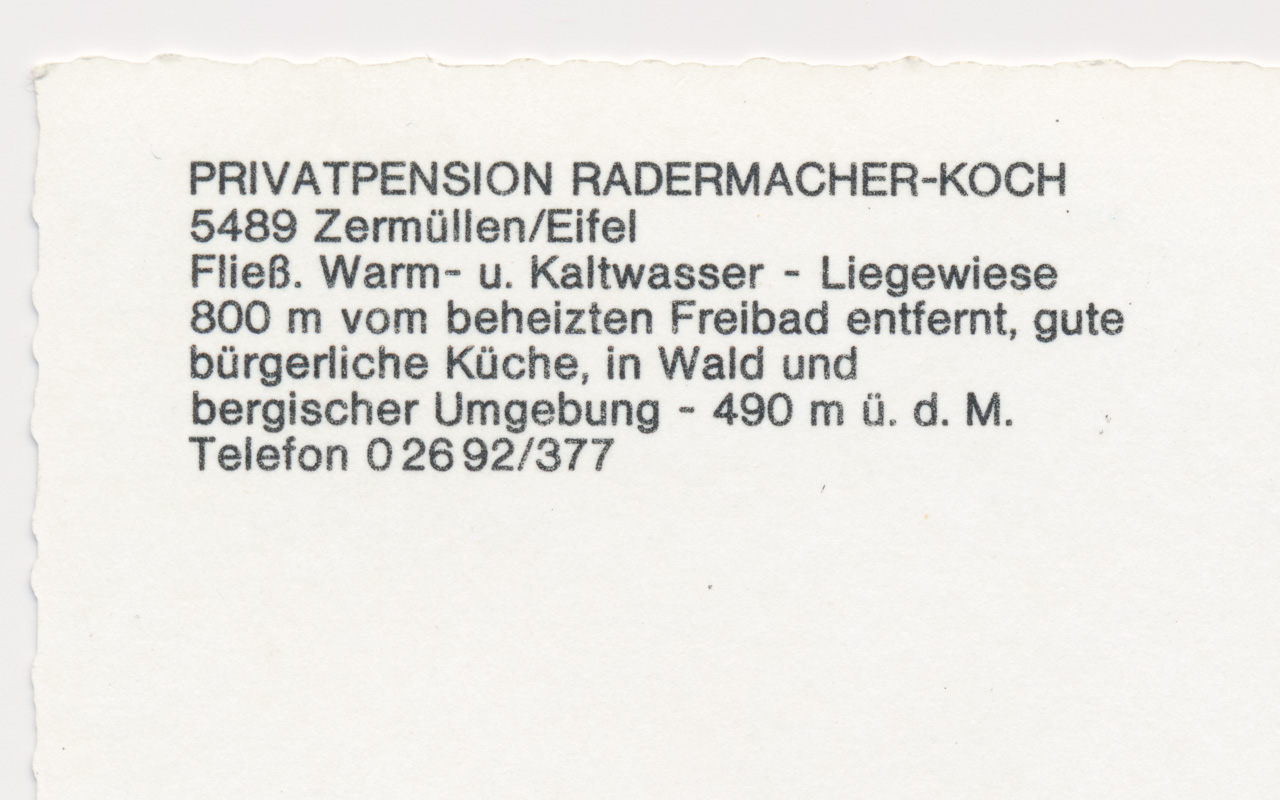 PRIVATPENSION RADERMACHER-KOCH
5489 Zermüllen/Eifel
Fließ. Warm- u. Kaltwasser - Liegewiese
800 m vom beheizten Freibad entfernt, gute
bürgerliche Küche, in Wald und
bergischer Umgebung - 490 m ü. d. M.
Telefon 0 26 92/377